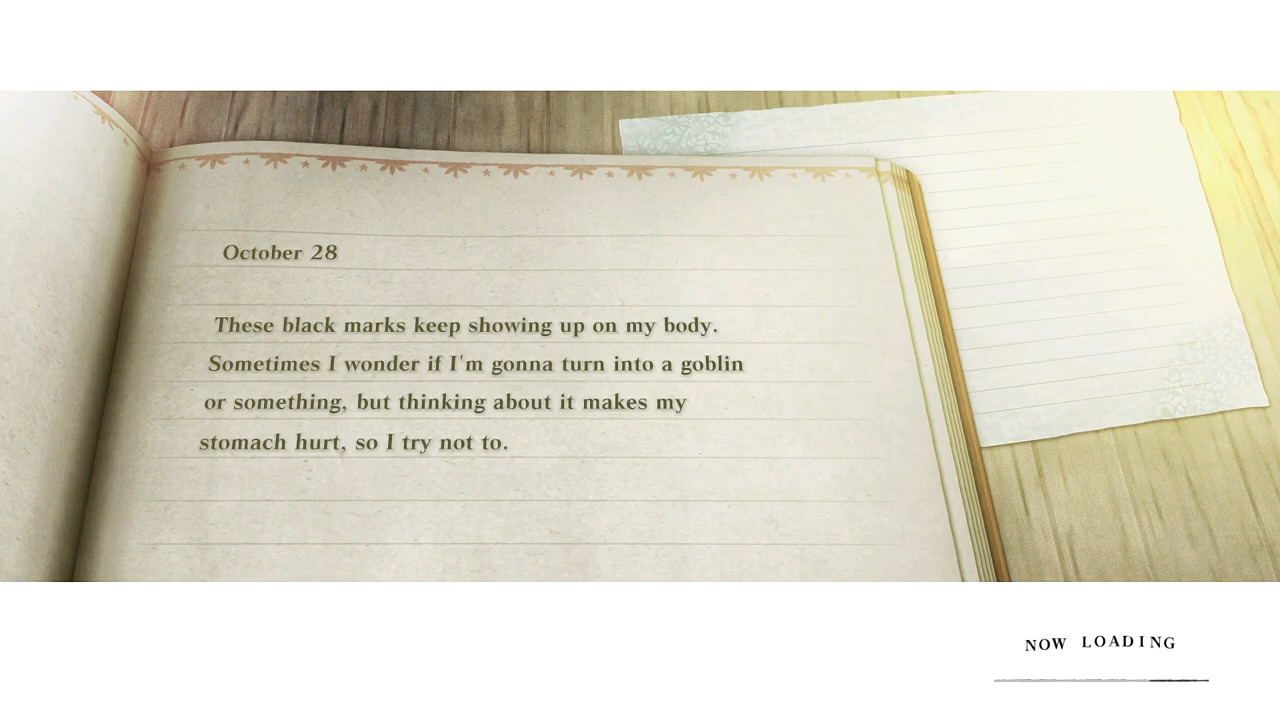 October 28
These black marks keep showing up on my body.
Sometimes I wonder if I'm gonna turn into a goblin
or something, but thinking about it makes my
stomach hurt, so I try not to.
NOW LOADING